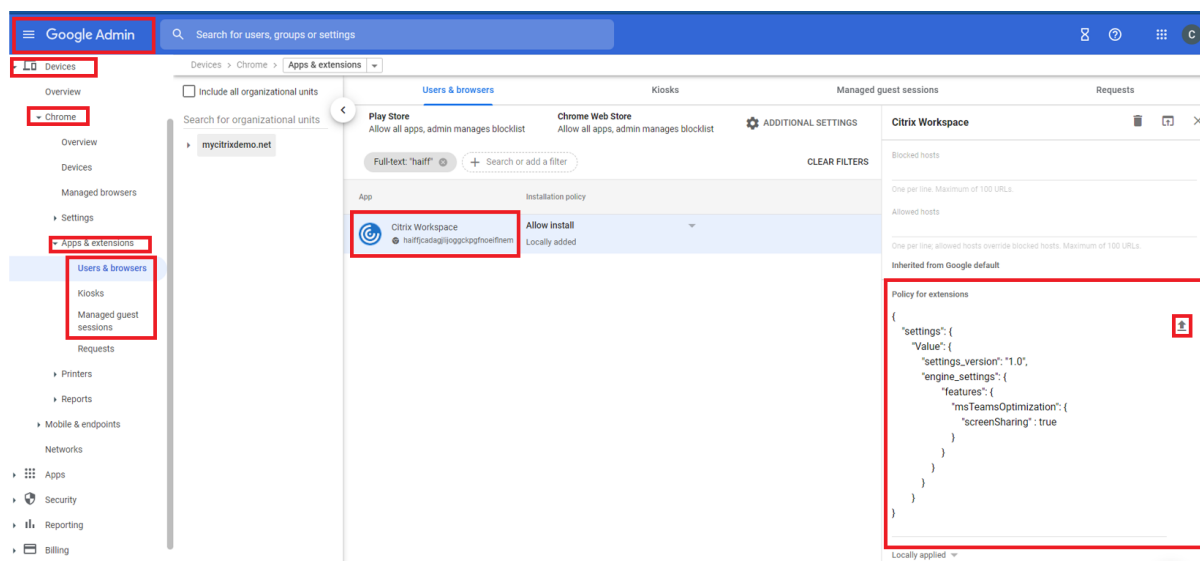 Google Admin
Search for users, groups or settings
C
Devices
Overview
Chrome
Overview
Devices
Managed browsers
Settings
Apps & extensions
Users & browsers
Kiosks
Managed guest
sessions
Requests
Printers
Reports
Mobile & endpoints
Networks
Apps
Security
Reporting
Billing
Devices > Chrome > Apps & extensions
Include all organizational units
Search for organizational units
mycitrixdemo.net
Users & browsers
Kiosks
Managed guest sessions
Requests
Play Store
Allow all apps, admin manages blocklist
Chrome Web Store
Allow all apps, admin manages blocklist
ADDITIONAL SETTINGS
Full-text: "haiff"
Search or add a filter
CLEAR FILTERS
App
Installation policy
Citrix Workspace
haiffjcadagjlijoggckpgfnoeiflnem
Allow install
Locally added
Citrix Workspace
Blocked hosts
One per line. Maximum of 100 URLs
Allowed hosts
One per line; allowed hosts override blocked hosts. Maximum of 100 URLs.
Inherited from Google default
Policy for extensions
{
"settings": {
"Value": {
"settings_version": "1.0",
"engine_settings": {
"features": {
"msTeamsOptimization": {
"screenSharing" : true
}
}
}
}
}
}
Locally applied